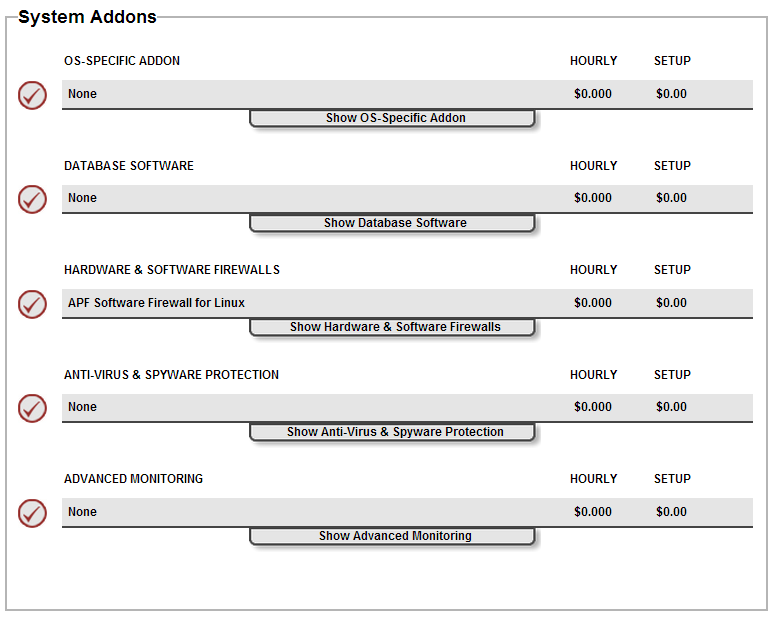 System Addons
OS-SPECIFIC ADDON HOURLY SETUP
None $0.000 $0.00
Show OS-Specific Addon
DATABASE SOFTWARE HOURLY SETUP
None $0.000 $0.00
Show Database Software
HARDWARE & SOFTWARE FIREWALLS HOURLY SETUP
APF Software Firewall for Linux $0.000 $0.00
Show Hardware & Software Firewalls
ANTI-VIRUS & SPYWARE PROTECTION HOURLY SETUP
None $0.000 $0.00
Show Anti-Virus & Spyware Protection
ADVANCED MONITORING HOURLY SETUP
None $0.000 $0.00
Show Advanced Monitoring